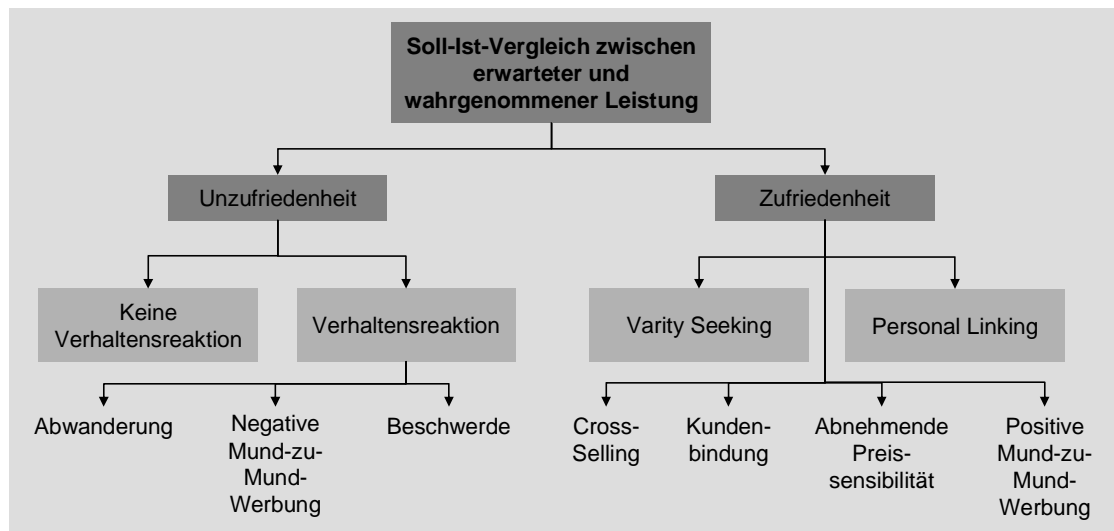 Soll-Ist-Vergleich zwischen
erwarteter und
wahrgenommener Leistung
Unzufriedenheit
Zufriedenheit
Keine
Verhaltensreaktion
Verhaltensreaktion
Varity Seeking
Personal Linking
Abwanderung
Negative
Mund-zu-
Mund-
Werbung
Beschwerde
Cross-
Selling
Kunden-
bindung
Abnehmende
Preis-
sensibilität
Positive
Mund-zu-
Mund-
Werbung